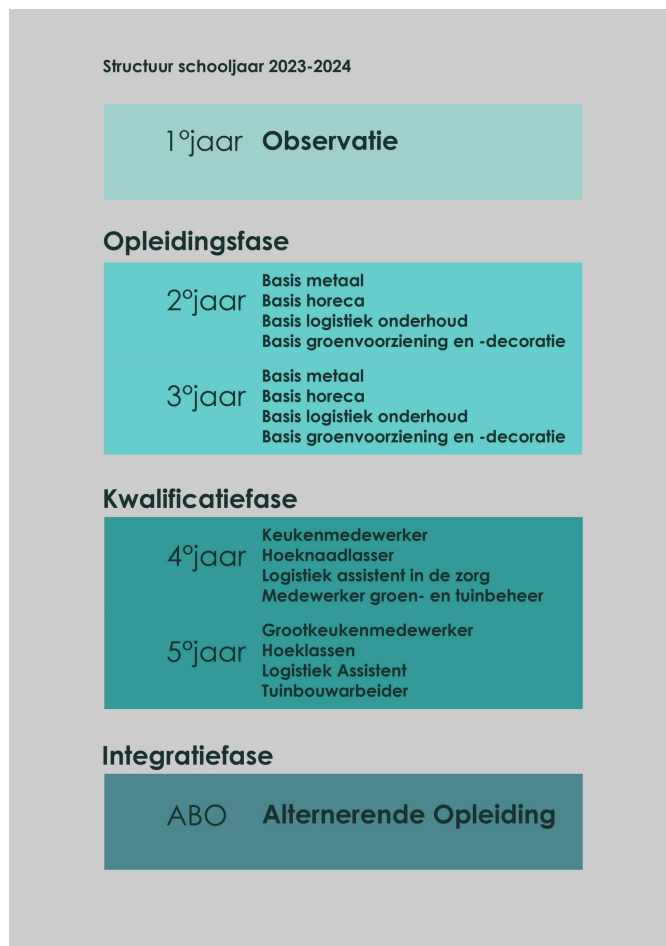 Structuur schooljaar 2023-2024
1°jaar Observatie
Opleidingsfase
2°jaar
Basis metaal
Basis horeca
Basis logistiek onderhoud
Basis groenvoorziening en -decoratie
3°jaar
Basis metaal
Basis horeca
Basis logistiek onderhoud
Basis groenvoorziening en -decoratie
Kwalificatiefase
4°jaar
Keukenmedewerker
Hoeknaadlasser
Logistiek assistent in de zorg
Medewerker groen- en tuinbeheer
5°jaar
Grootkeukenmedewerker
Hoeklassen
Logistiek Assistent
Tuinbouwarbeider
Integratiefase
ABO Alternerende Opleiding